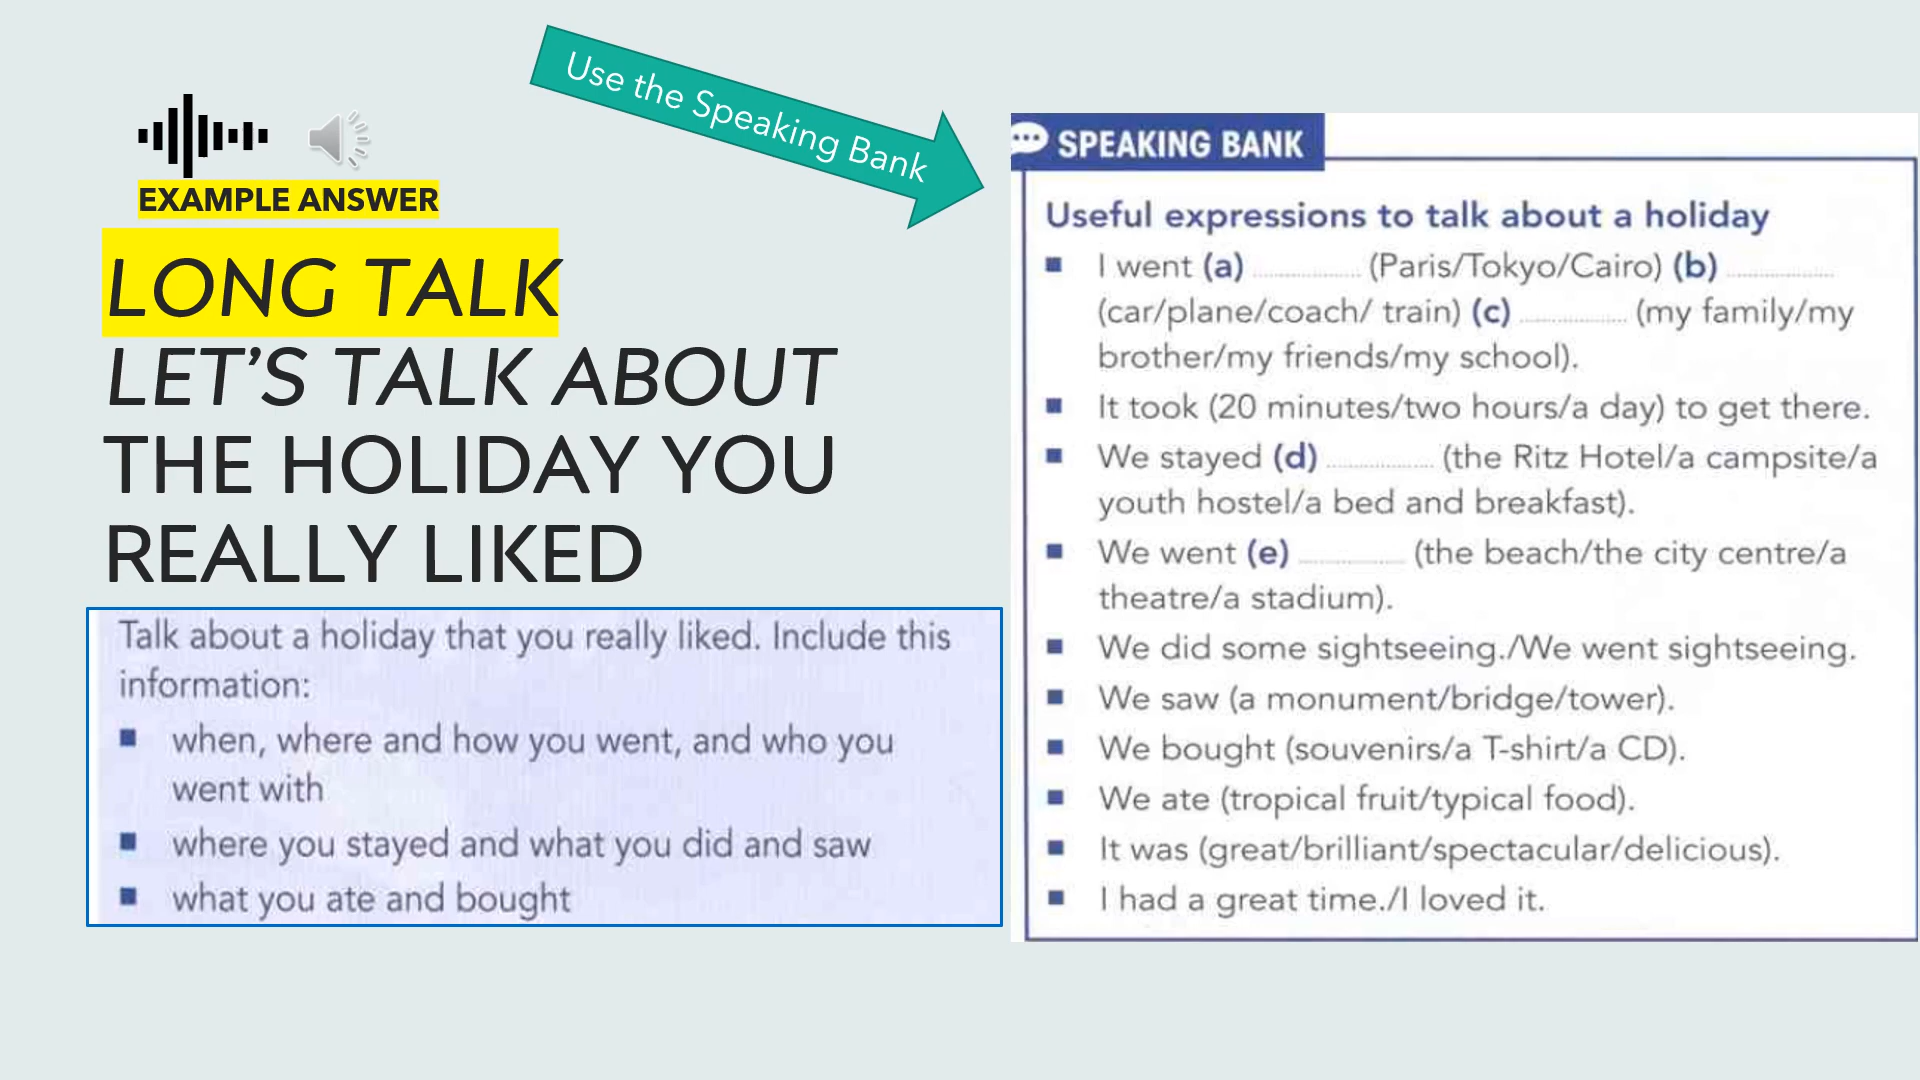 Use the Speaking Bank
EXAMPLE ANSWER
LONG TALK
LET’S TALK ABOUT
THE HOLIDAY YOU
REALLY LIKED
Talk about a holiday that you really liked. Include this
information:
■ when, where and how you went, and who you
went with
■ where you stayed and what you did and saw
■ what you ate and bought
SPEAKING BANK
Useful expressions to talk about a holiday
■ I went (a) .................. (Paris/Tokyo/Cairo) (b) ..................
(car/plane/coach/ train) (c) .................. (my family/my
brother/my friends/my school).
■ It took (20 minutes/two hours/a day) to get there.
■ We stayed (d) .................. (the Ritz Hotel/a campsite/a
youth hostel/a bed and breakfast).
■ We went (e) .................. (the beach/the city centre/a
theatre/a stadium).
■ We did some sightseeing./We went sightseeing.
■ We saw (a monument/bridge/tower).
■ We bought (souvenirs/a T-shirt/a CD).
■ We ate (tropical fruit/typical food).
■ It was (great/brilliant/spectacular/delicious).
■ I had a great time./I loved it.